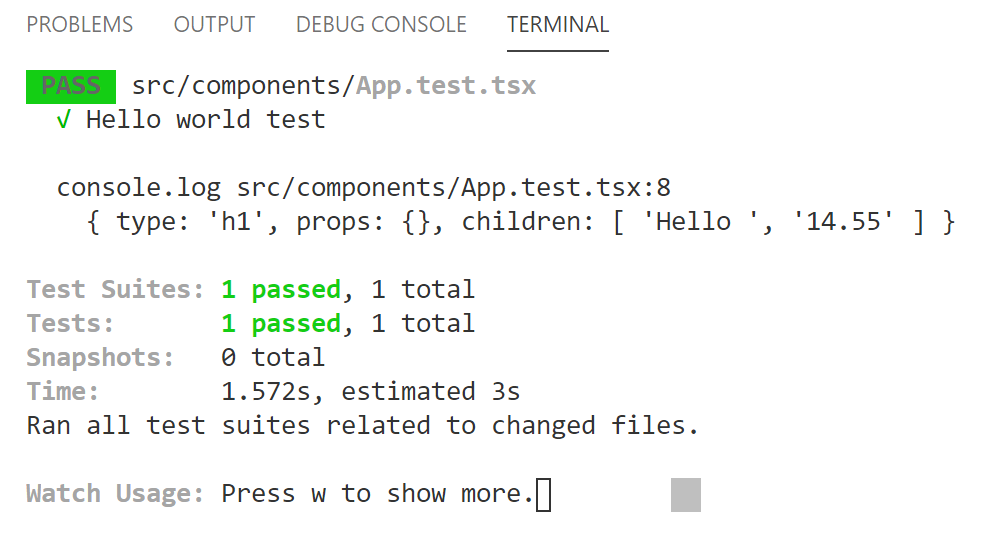 PROBLEMS OUTPUT DEBUG CONSOLE TERMINAL
PASS src/components/App.test.tsx
√ Hello world test
console.log src/components/App.test.tsx:8
{ type: 'h1', props: {}, children: [ 'Hello ', '14.55' ] }
Test Suites: 1 passed, 1 total
Tests: 1 passed, 1 total
Snapshots: 0 total
Time: 1.572s, estimated 3s
Ran all test suites related to changed files.
Watch Usage: Press w to show more.